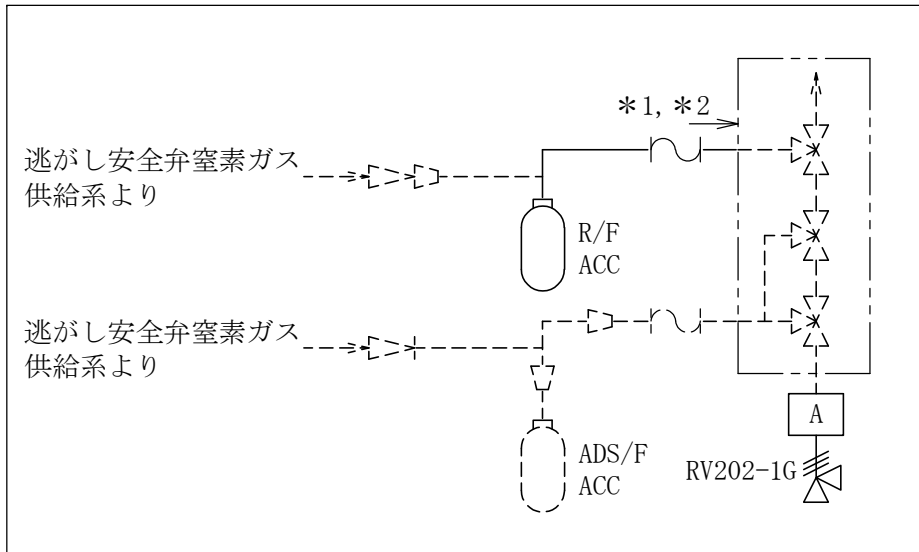 *1, *2
逃がし安全弁窒素ガス
供給系より
R/F
ACC
逃がし安全弁窒素ガス
供給系より
ADS/F
ACC
A
RV202-1G